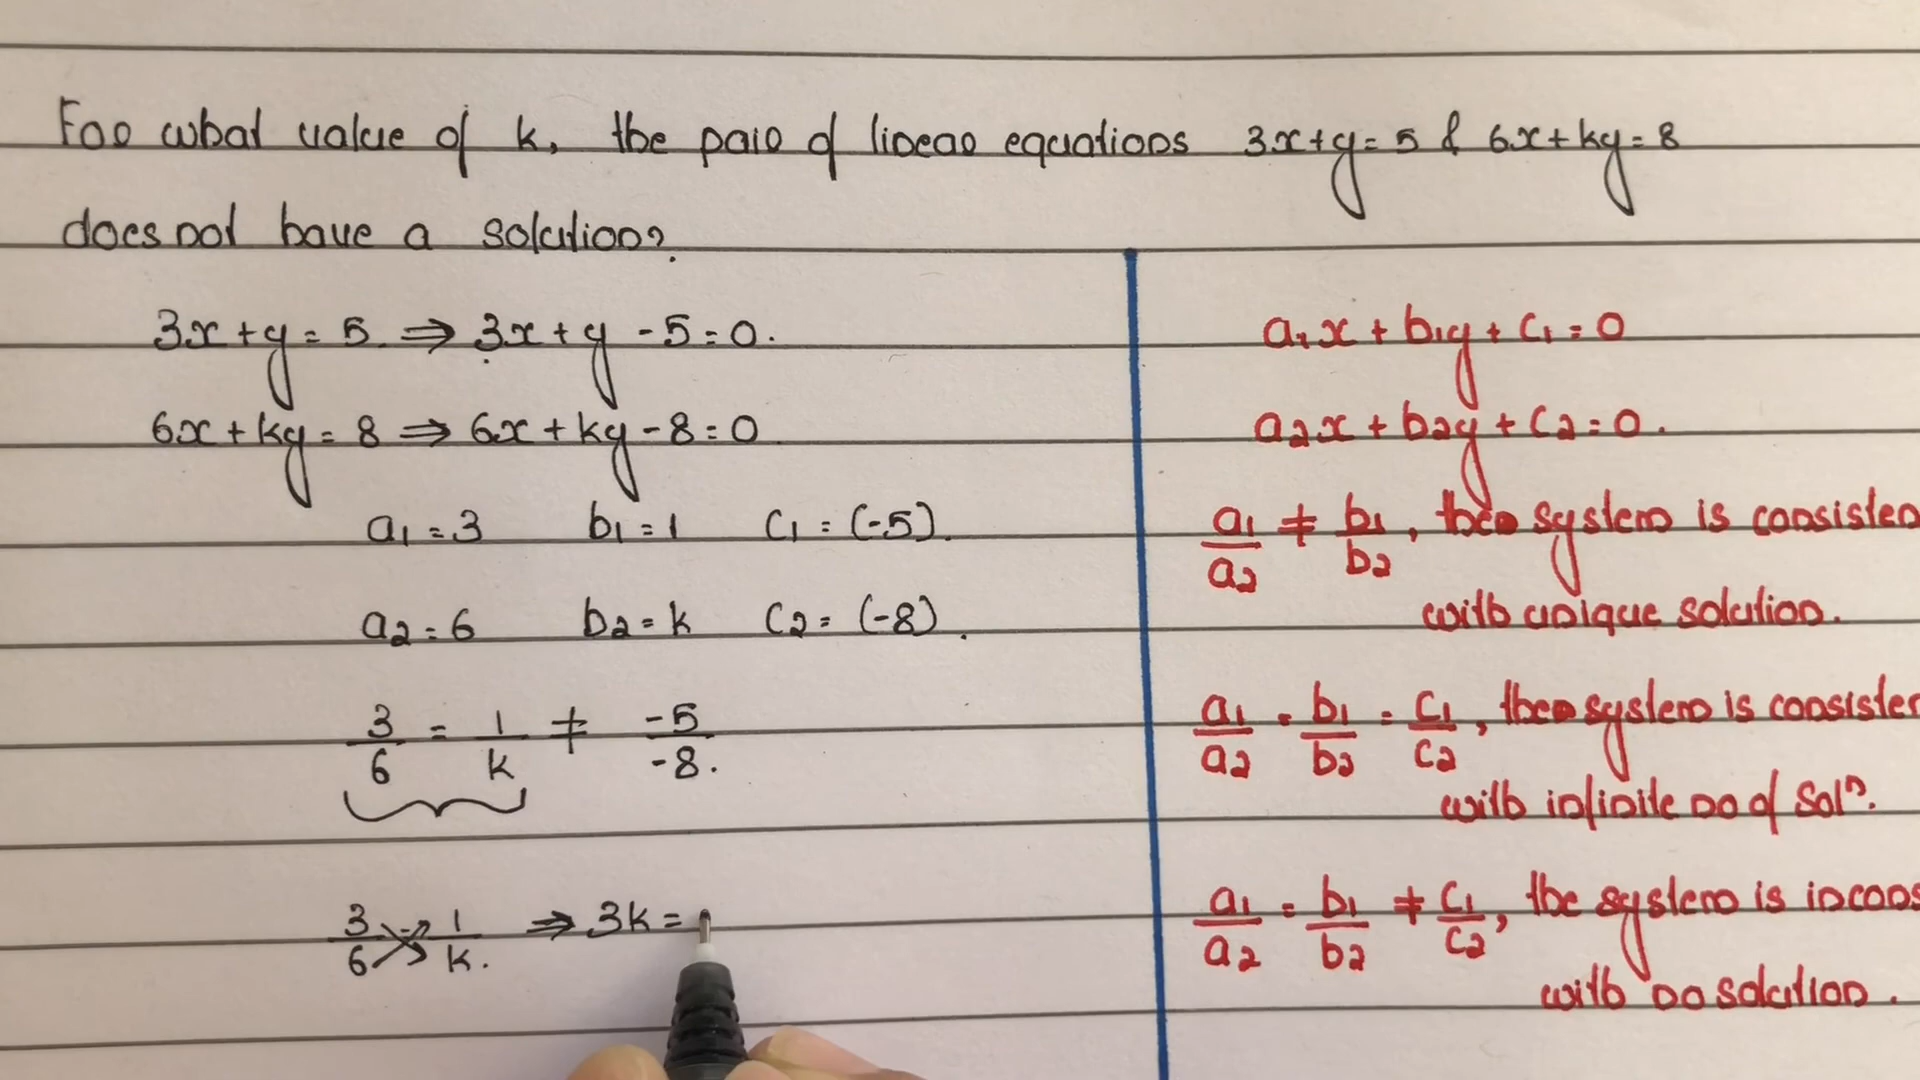 For what value of k, the pair of linear equations 3x+y=5 & 6x+ky=8
does not have a solution?
3x+y=5 ⇒ 3x+y-5=0.
6x+ky=8 ⇒ 6x+ky-8=0
a1=3 b1=1 c1=(-5).
a2=6 b2=k c2=(-8).
3/6 = 1/k ≠ -5/-8.
3/6 = 1/k. ⇒ 3k=
a1x+b1y+c1=0
a2x+b2y+c2=0.
a1/a2 ≠ b1/b2, then system is consisten
with unique solution.
a1/a2 = b1/b2 = c1/c2, then system is consister
with infinite no of Solⁿ.
a1/a2 = b1/b2 ≠ c1/c2, the system is incons
with no solution.